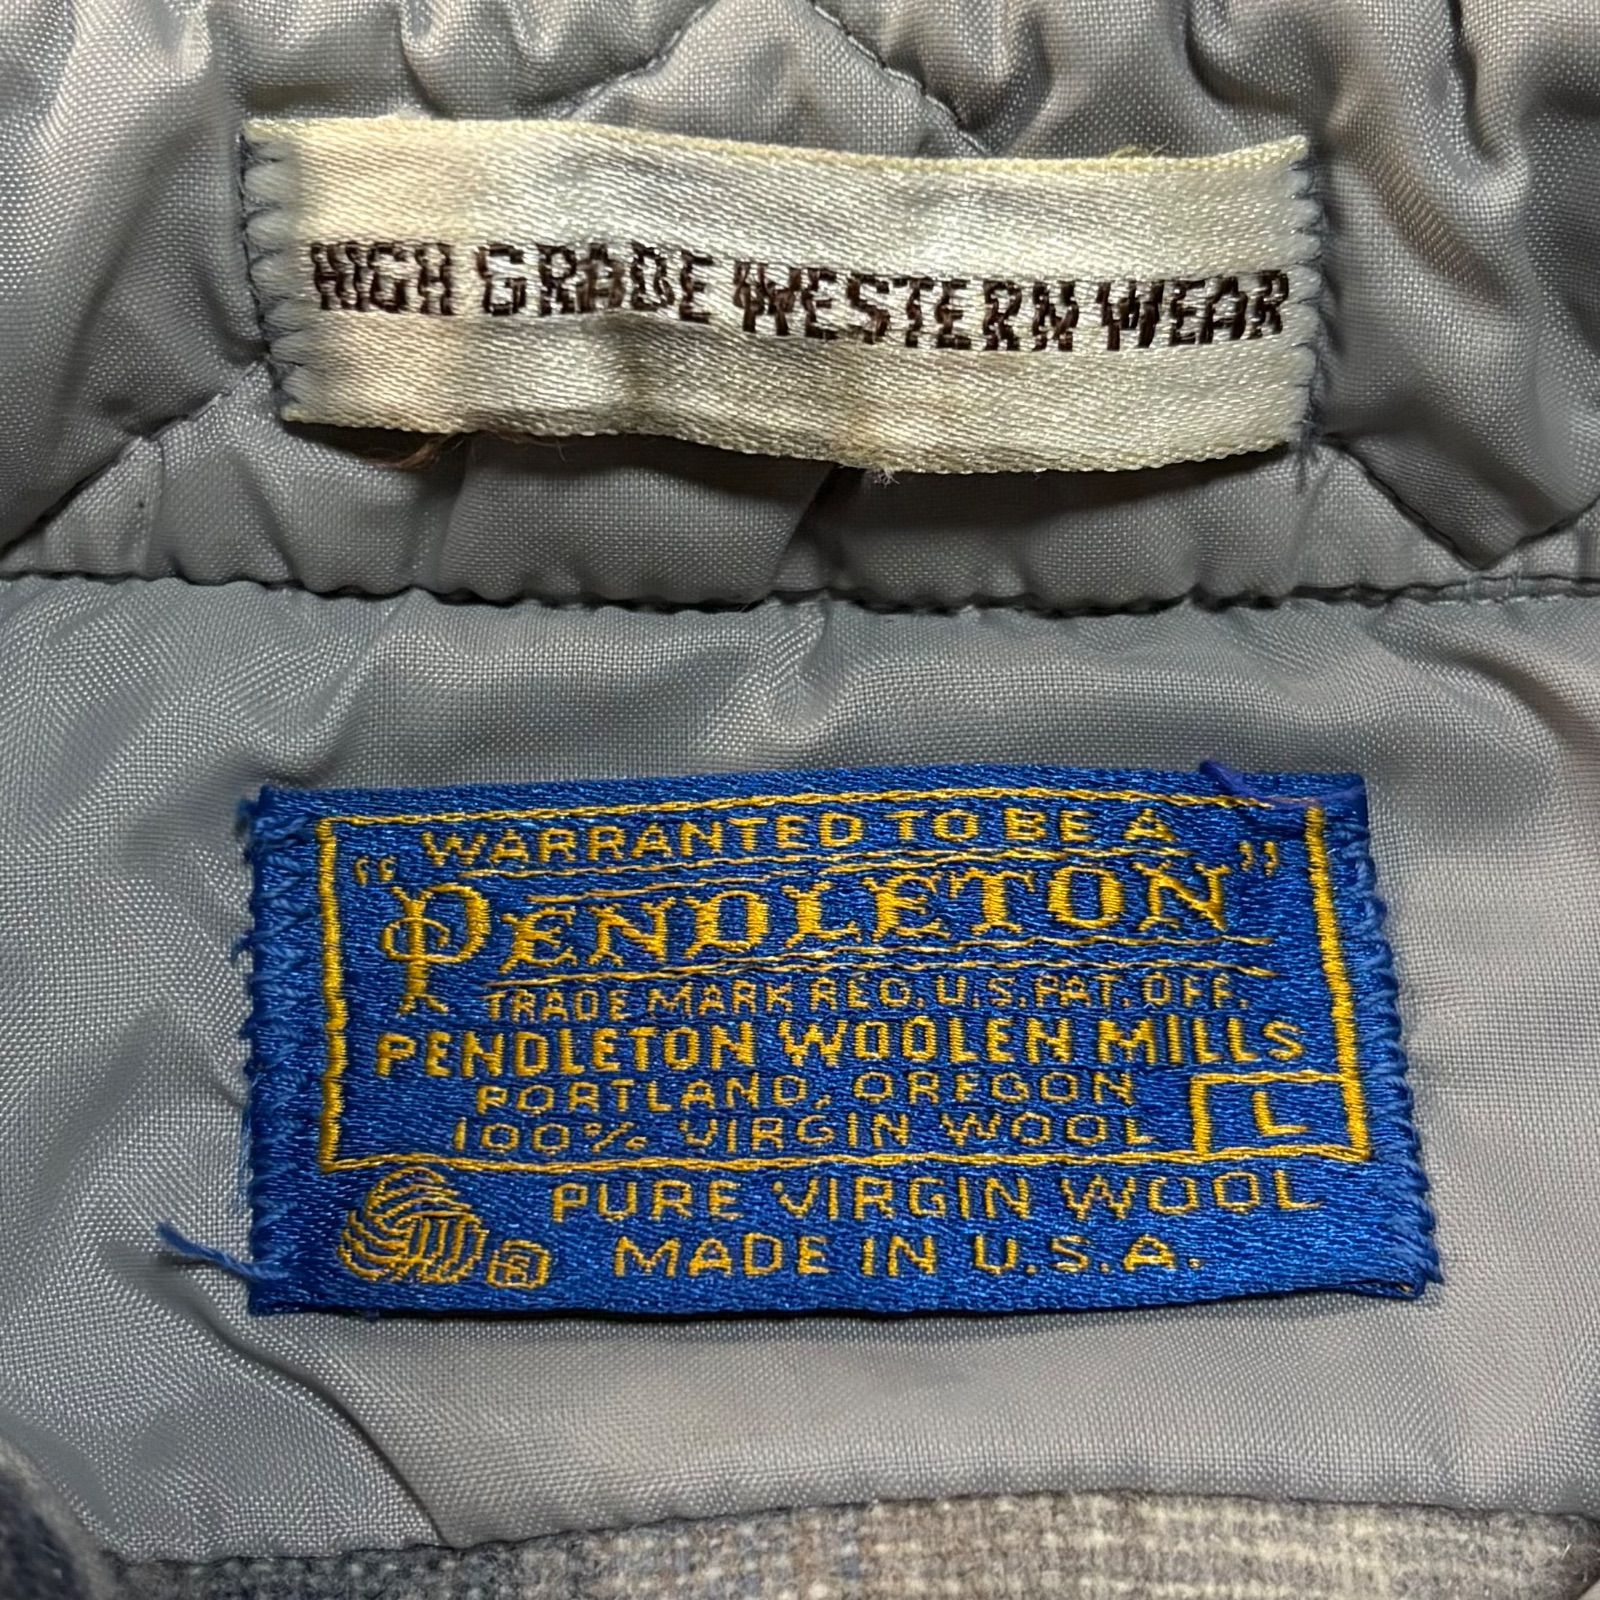 HIGH GRADE WESTERN WEAR
WARRANTED TO BE A
"PENDLETON"
TRADE MARK REG. U.S. PAT. OFF.
PENDLETON WOOLEN MILLS
PORTLAND, OREGON
100% VIRGIN WOOL L
PURE VIRGIN WOOL
MADE IN U.S.A.